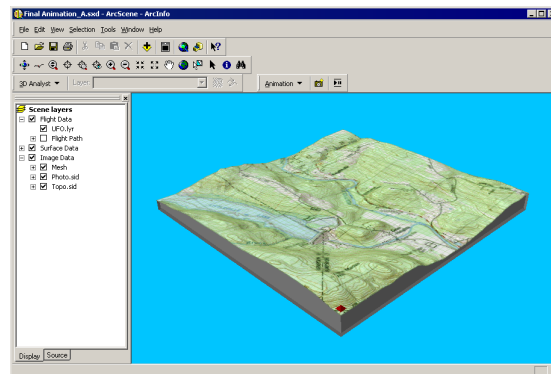 Final Animation_A.sxd - ArcScene - ArcInfo
File Edit View Selection Tools Window Help
3D Analyst Layer: Animation
Scene layers
Flight Data
UFO.lyr
Flight Path
Surface Data
Image Data
Mesh
Photo.sid
Topo.sid
Display Source